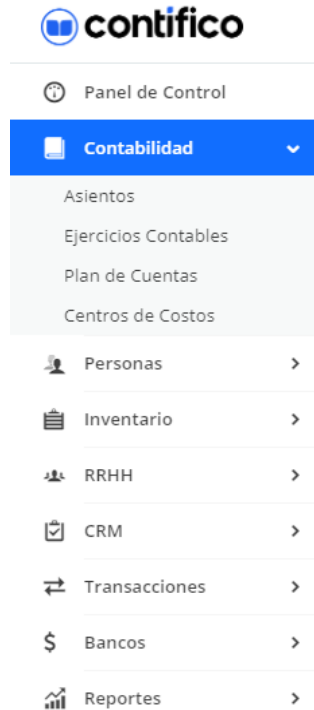 contífico
Panel de Control
Contabilidad
Asientos
Ejercicios Contables
Plan de Cuentas
Centros de Costos
Personas
Inventario
RRHH
CRM
Transacciones
Bancos
Reportes